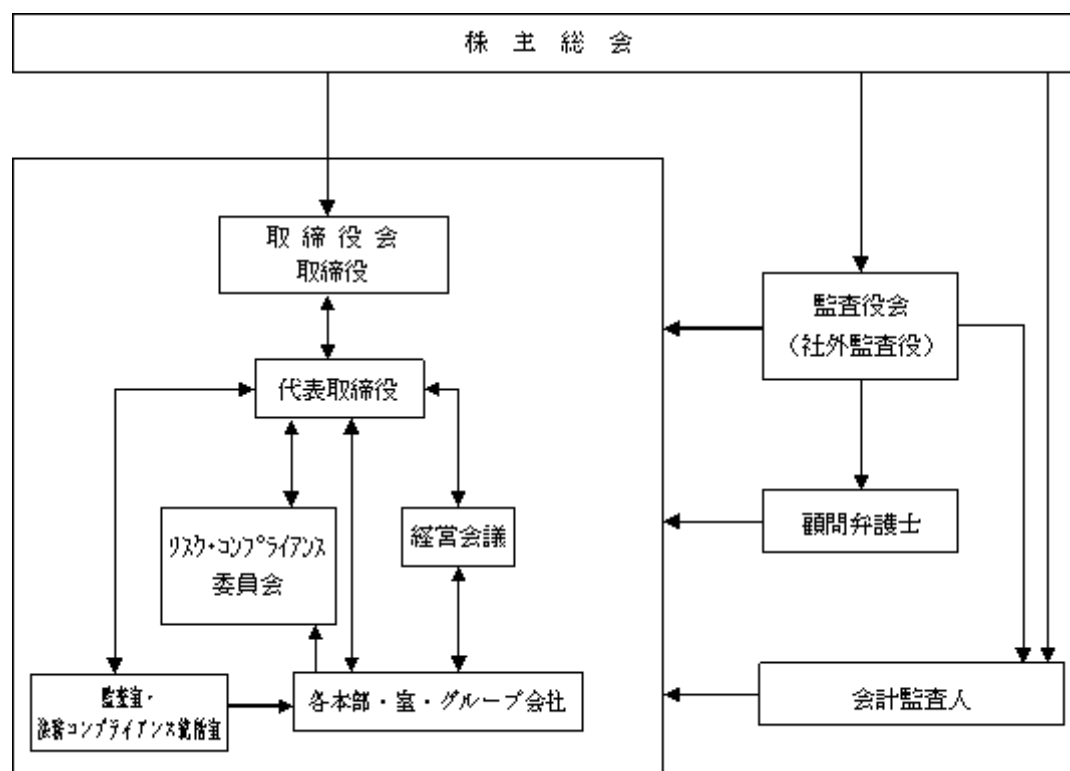 株 主 総 会
取 締 役 会
取締役
監査役会
（社外監査役）
代表取締役
顧問弁護士
経営会議
ﾘｽｸ・ｺﾝﾌﾟﾗｲｱﾝｽ
委員会
監査室・
法務コンプライアンス統括室
各本部・室・グループ会社
会計監査人